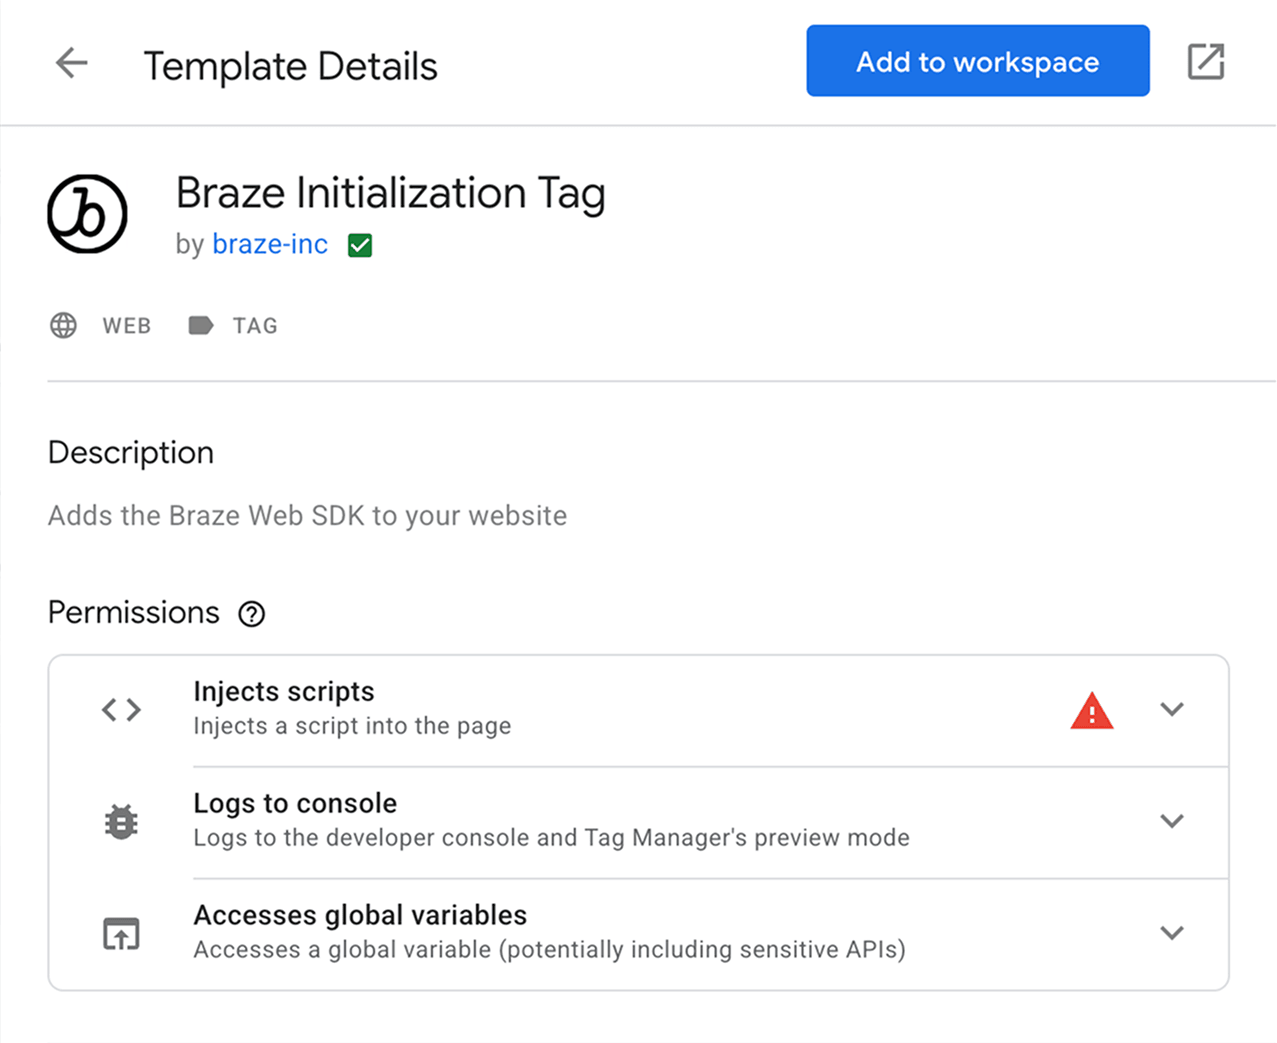 Template Details
Add to workspace
Braze Initialization Tag
by braze-inc
WEB TAG
Description
Adds the Braze Web SDK to your website
Permissions
Injects scripts
Injects a script into the page
Logs to console
Logs to the developer console and Tag Manager's preview mode
Accesses global variables
Accesses a global variable (potentially including sensitive APIs)